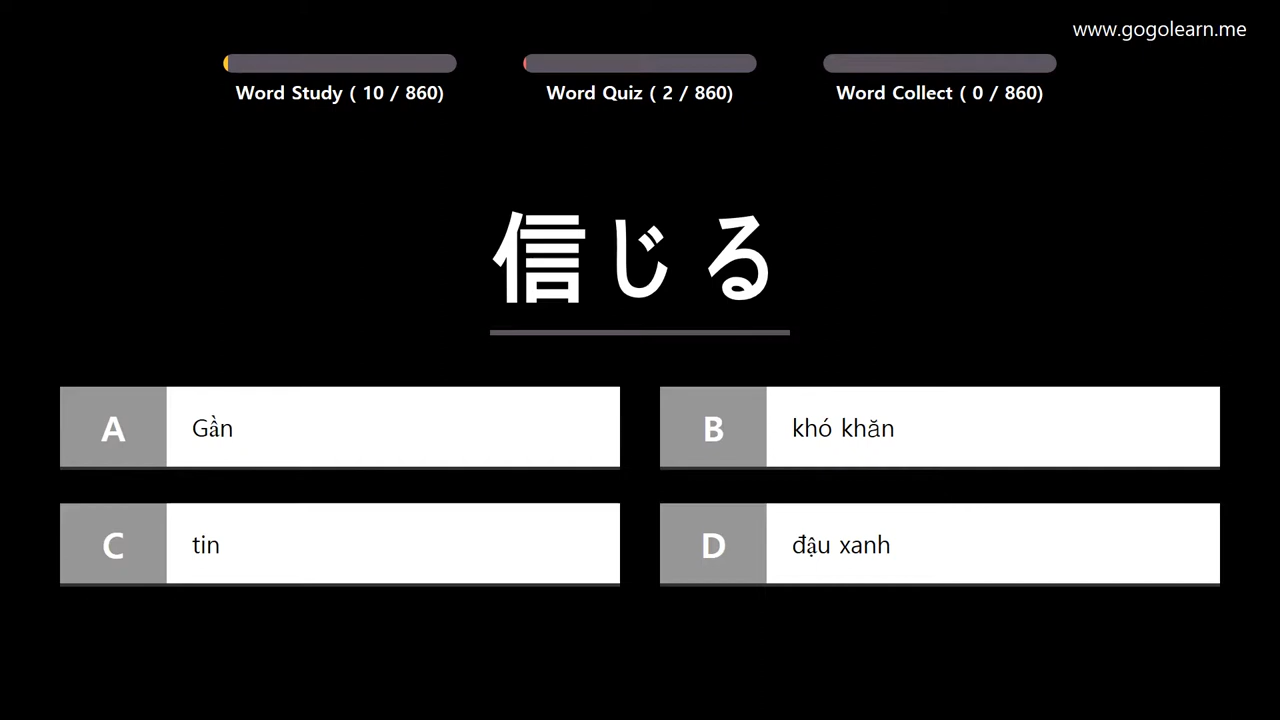 www.gogolearn.me
Word Study ( 10 / 860)
Word Quiz ( 2 / 860)
Word Collect ( 0 / 860)
信じる
A
Gần
B
khó khăn
C
tin
D
đậu xanh